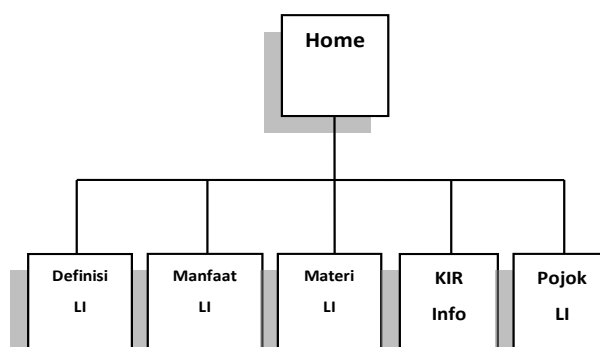 Home
Definisi
LI
Manfaat
LI
Materi
LI
KIR
Info
Pojok
LI